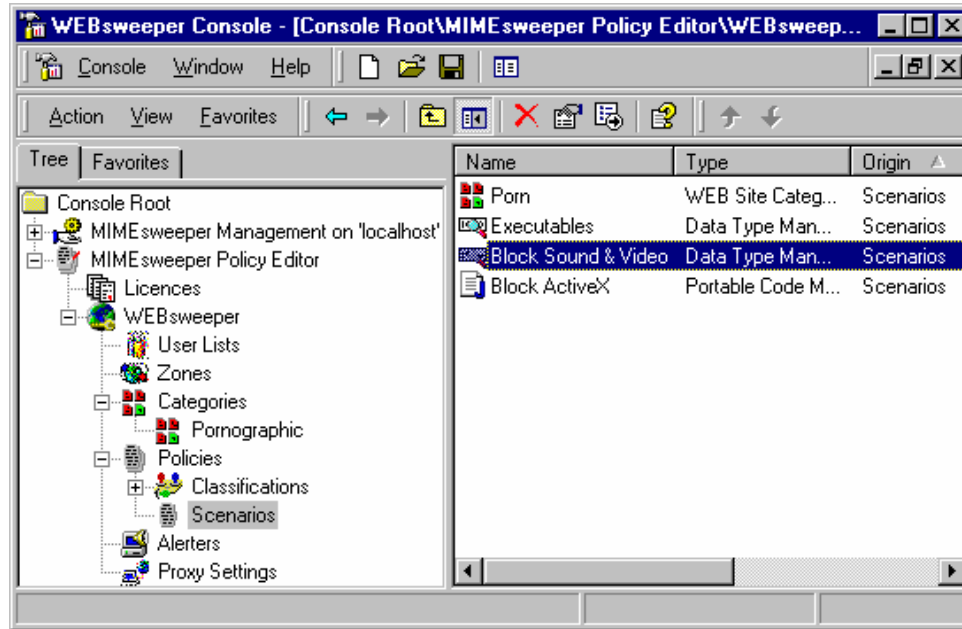 WEBsweeper Console - [Console Root\MIMEsweeper Policy Editor\WEBsweep...
Console Window Help
Action View Favorites
Tree Favorites
Name Type Origin
Console Root
MIMEsweeper Management on 'localhost'
MIMEsweeper Policy Editor
Licences
WEBsweeper
User Lists
Zones
Categories
Pornographic
Policies
Classifications
Scenarios
Alerters
Proxy Settings
Porn WEB Site Categ... Scenarios
Executables Data Type Man... Scenarios
Block Sound & Video Data Type Man... Scenarios
Block ActiveX Portable Code M... Scenarios